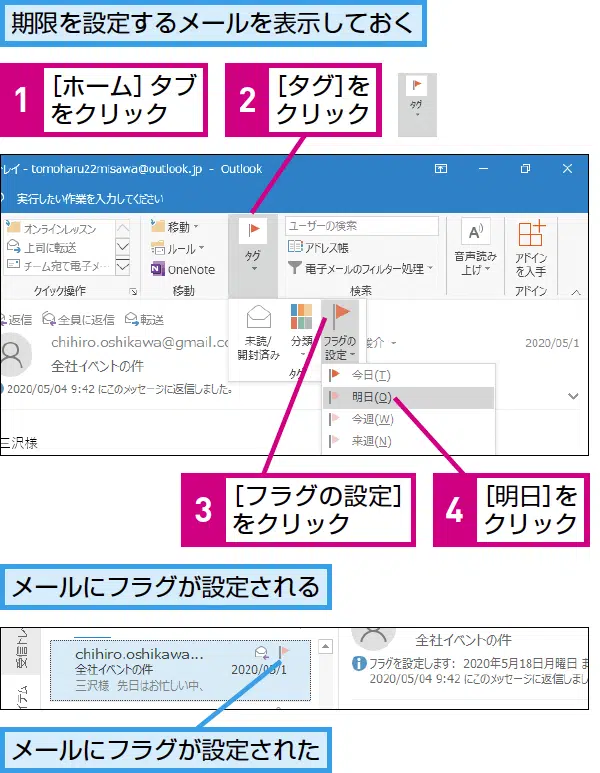 期限を設定するメールを表示しておく
1 ［ホーム］タブ
をクリック
2 ［タグ］を
クリック
タグ
レイ - tomoharu22misawa@outlook.jp - Outlook
実行したい作業を入力してください
オンラインレッスン
上司に転送
チーム宛て電子メ…
クイック操作
移動
ルール
OneNote
移動
タグ
ユーザーの検索
アドレス帳
電子メールのフィルター処理
検索
音声読み
上げ
アドイン
を入手
アドイン
返信 全員に返信 転送
未読/
開封済み
分類
フラグの
設定
chihiro.oshikawa@gmail.co
介
2020/05/1
全社イベントの件
2020/05/04 9:42 にこのメッセージに返信しました。
今日(T)
明日(O)
今週(W)
来週(N)
三沢様
3 ［フラグの設定］
をクリック
4 ［明日］を
クリック
メールにフラグが設定される
受信トレ
イテム
chihiro.oshikawa...
全社イベントの件 2020/05/1
三沢様 先日はお忙しい中、
全社イベントの件
フラグを設定します: 2020年5月18日月曜日 ま
2020/05/04 9:42 にこのメッセージに返信しまし
メールにフラグが設定された